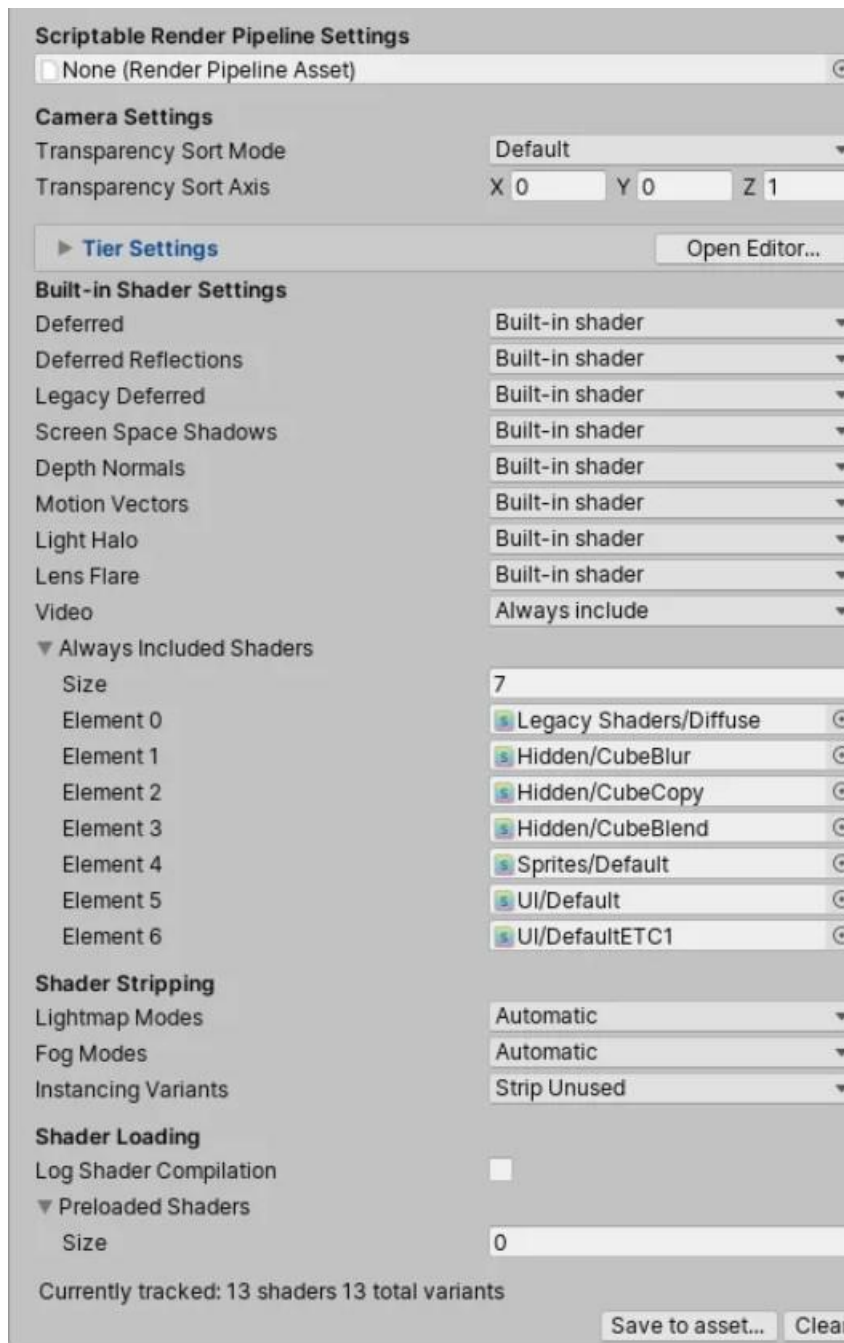 Scriptable Render Pipeline Settings
None (Render Pipeline Asset)
Camera Settings
Transparency Sort Mode Default
Transparency Sort Axis X 0 Y 0 Z 1
Tier Settings Open Editor...
Built-in Shader Settings
Deferred Built-in shader
Deferred Reflections Built-in shader
Legacy Deferred Built-in shader
Screen Space Shadows Built-in shader
Depth Normals Built-in shader
Motion Vectors Built-in shader
Light Halo Built-in shader
Lens Flare Built-in shader
Video Always include
Always Included Shaders
Size 7
Element 0 Legacy Shaders/Diffuse
Element 1 Hidden/CubeBlur
Element 2 Hidden/CubeCopy
Element 3 Hidden/CubeBlend
Element 4 Sprites/Default
Element 5 UI/Default
Element 6 UI/DefaultETC1
Shader Stripping
Lightmap Modes Automatic
Fog Modes Automatic
Instancing Variants Strip Unused
Shader Loading
Log Shader Compilation
Preloaded Shaders
Size 0
Currently tracked: 13 shaders 13 total variants
Save to asset... Clear